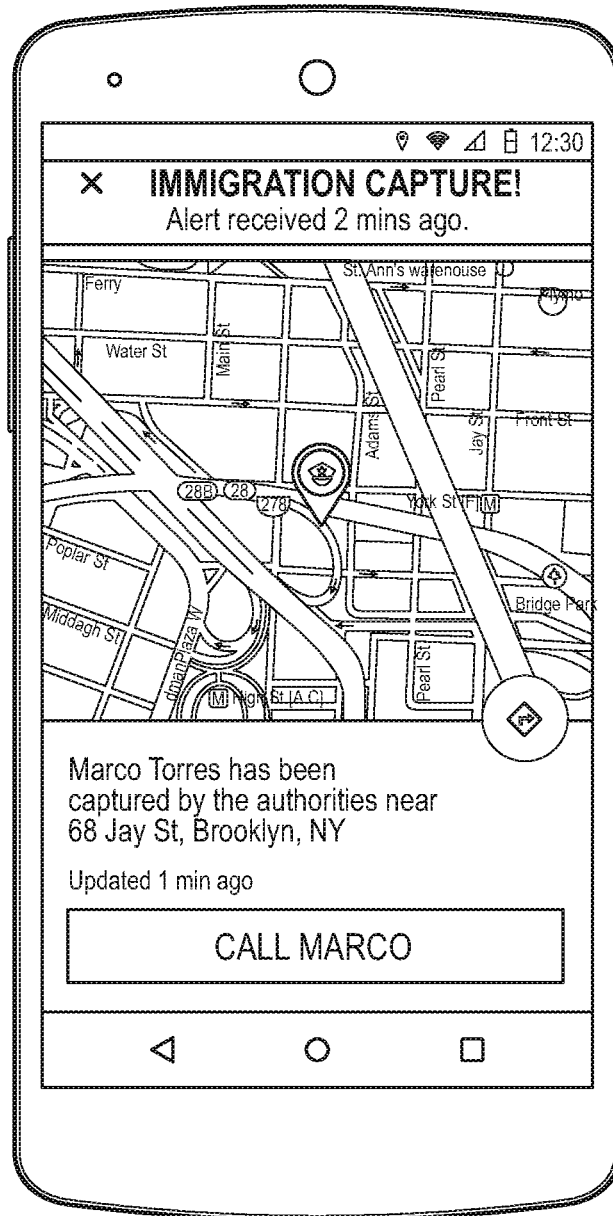 12:30
IMMIGRATION CAPTURE!
Alert received 2 mins ago.
St. Ann's warenouse
Ferry
Plymo
Water St
Main St
Pearl St
Adams St
Jay St
Front St
28B
28
278
York St (F)
M
Poplar St
Bridge Park
Middagh St
dmanPlaza W
Pearl St
M
High St [A.C]
Marco Torres has been
captured by the authorities near
68 Jay St, Brooklyn, NY
Updated 1 min ago
CALL MARCO